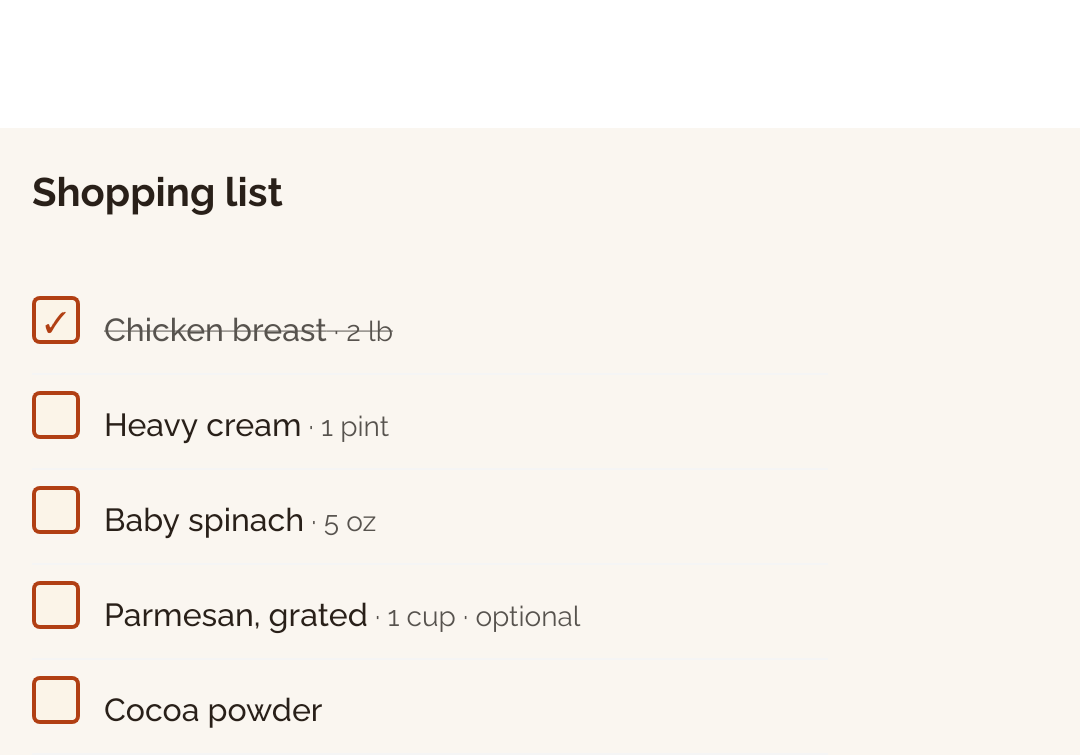 Shopping list
✓ Chicken breast · 2 lb
Heavy cream · 1 pint
Baby spinach · 5 oz
Parmesan, grated · 1 cup · optional
Cocoa powder